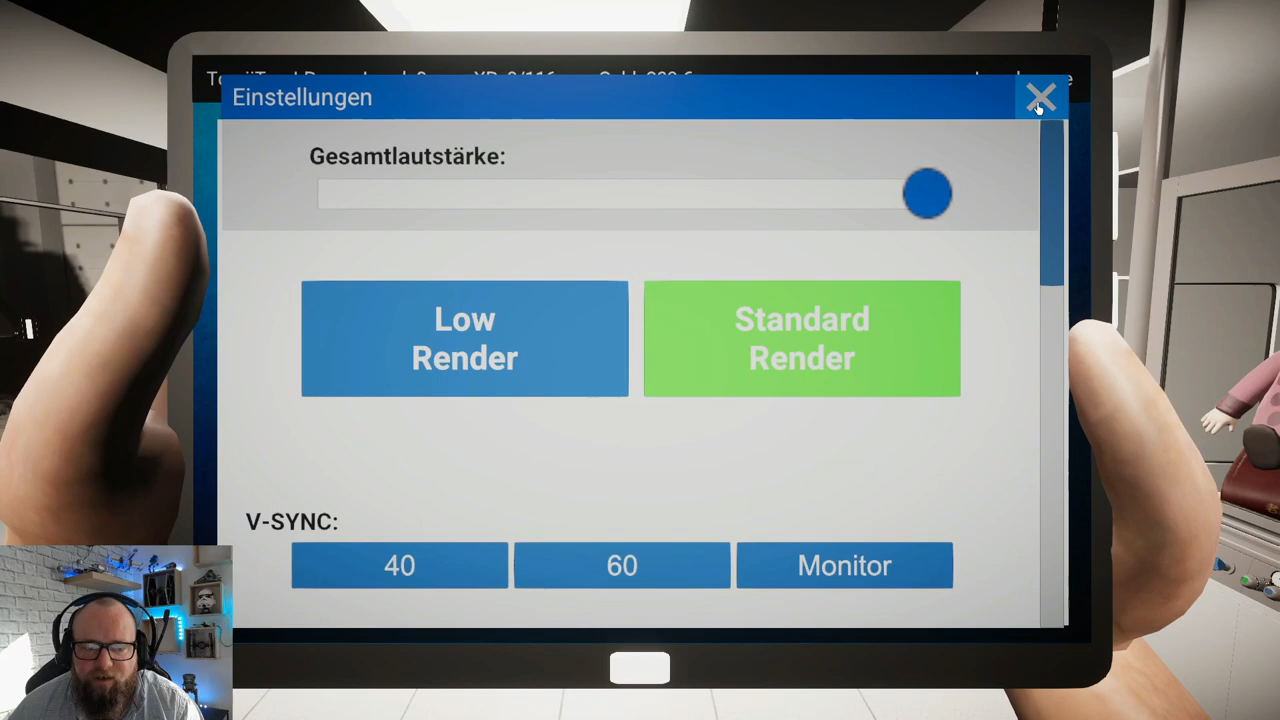 Einstellungen
Gesamtlautstärke:
Low
Render
Standard
Render
V-SYNC:
40
60
Monitor